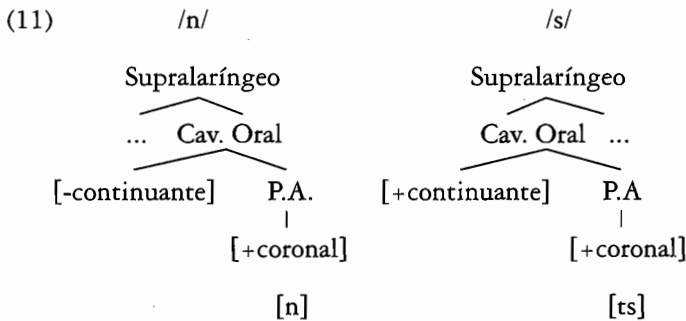 (11) /n/ /s/
Supralaríngeo Supralaríngeo
... Cav. Oral Cav. Oral ...
[-continuante] P.A. [+continuante] P.A
[+coronal] [+coronal]
[n] [ts]